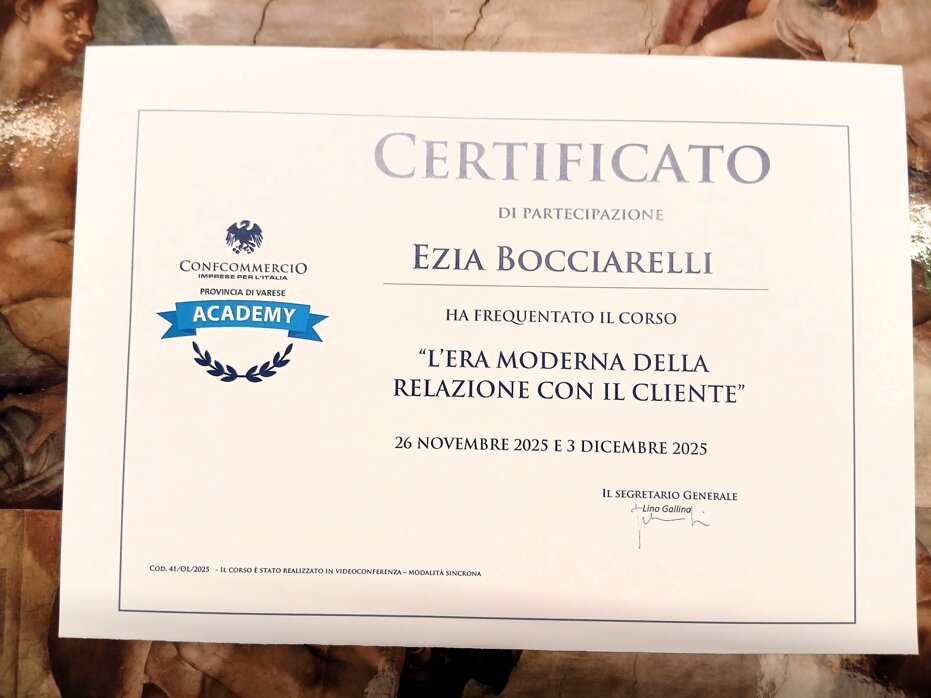 CERTIFICATO
DI PARTECIPAZIONE
EZIA BOCCIARELLI
HA FREQUENTATO IL CORSO
“L’ERA MODERNA DELLA
RELAZIONE CON IL CLIENTE”
26 NOVEMBRE 2025 E 3 DICEMBRE 2025
IL SEGRETARIO GENERALE
Lino Gallina
CONFCOMMERCIO
IMPRESE PER L’ITALIA
PROVINCIA DI VARESE
ACADEMY
COD. 41/OL/2025 - IL CORSO È STATO REALIZZATO IN VIDEOCONFERENZA – MODALITÀ SINCRONA